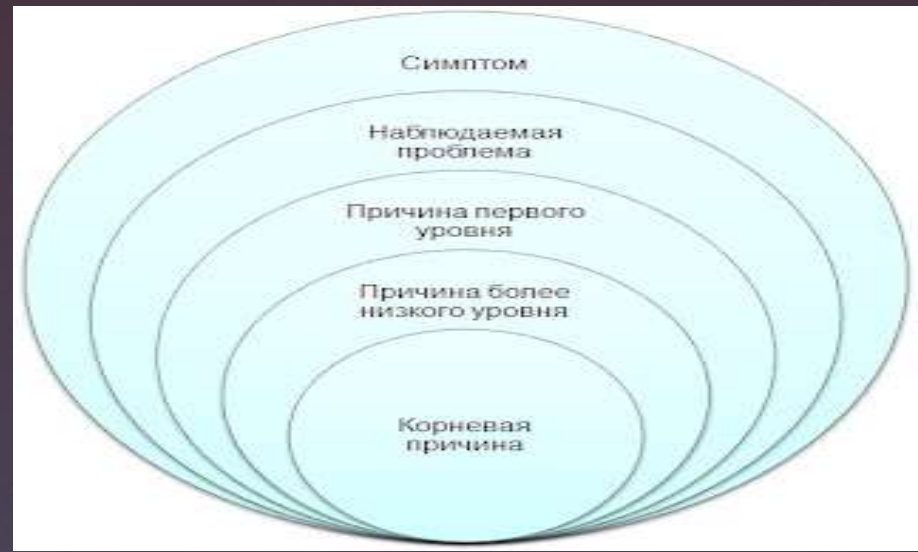 Симптом
Наблюдаемая
проблема
Причина первого
уровня
Причина более
низкого уровня
Корневая
причина